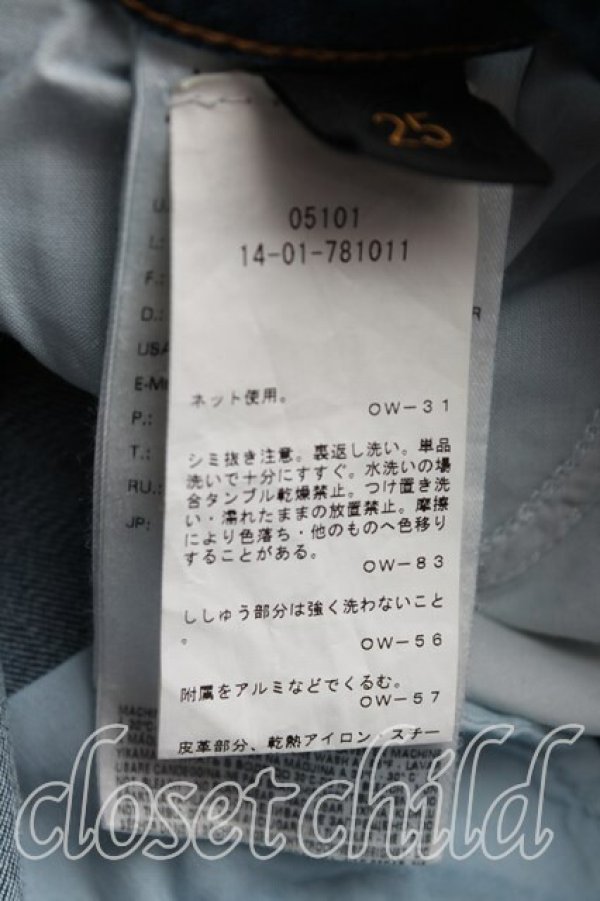 25
05101
14-01-781011
U
L:
F.:
D.:
R
USA
E-M
P.:
T.:
RU.:
JP:
ネット使用。
OW-31
シミ抜き注意。裏返し洗い。単品
洗いで十分にすすぐ。水洗いの場
合タンブル乾燥禁止。つけ置き洗
い・濡れたままの放置禁止。摩擦
により色落ち・他のものへ色移り
することがある。
OW-83
ししゅう部分は強く洗わないこと
。
OW-56
附属をアルミなどでくるむ。
OW-57
皮革部分、乾熱アイロン、スチー
closet child